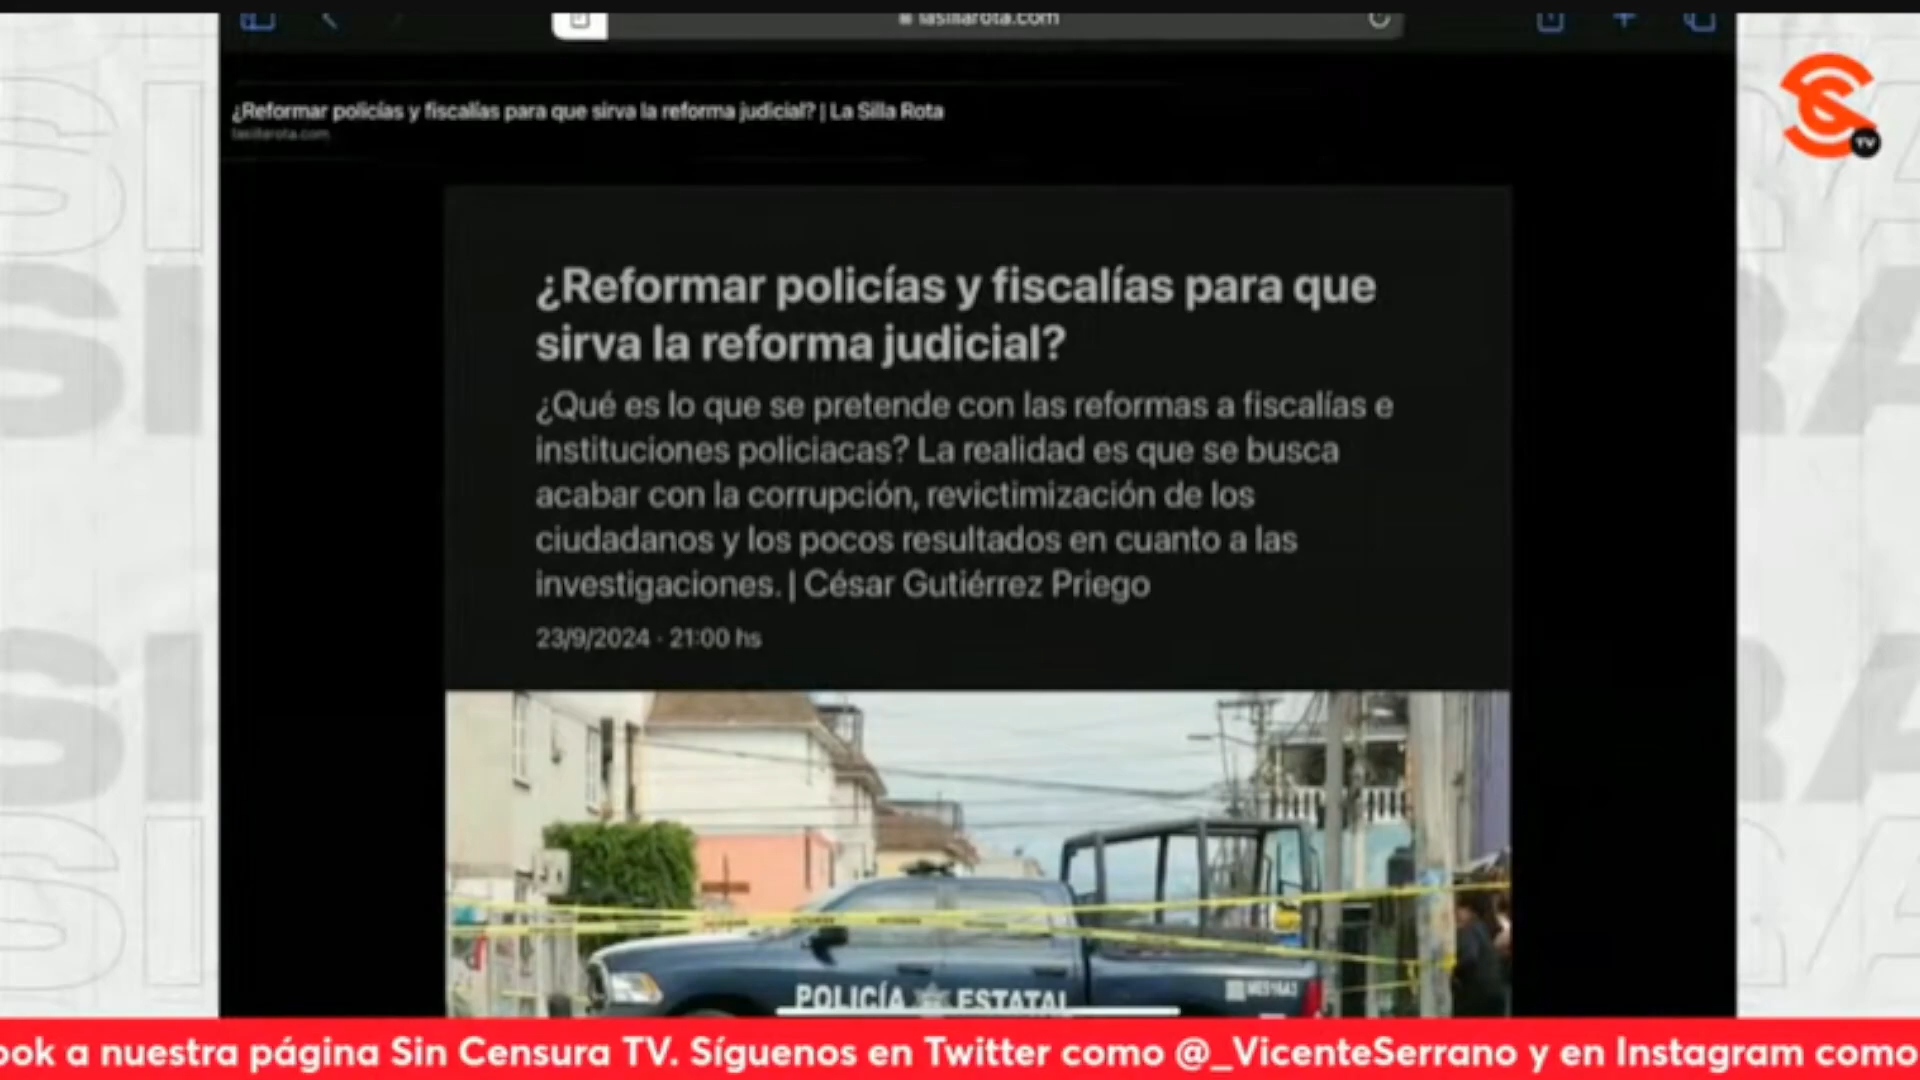 lasillarota.com
¿Reformar policías y fiscalías para que sirva la reforma judicial? | La Silla Rota
lasillarota.com
TV
¿Reformar policías y fiscalías para que
sirva la reforma judicial?
¿Qué es lo que se pretende con las reformas a fiscalías e
instituciones policiacas? La realidad es que se busca
acabar con la corrupción, revictimización de los
ciudadanos y los pocos resultados en cuanto a las
investigaciones. | César Gutiérrez Priego
23/9/2024 · 21:00 hs
POLICÍA ESTATAL
ook a nuestra página Sin Censura TV. Síguenos en Twitter como @_VicenteSerrano y en Instagram como